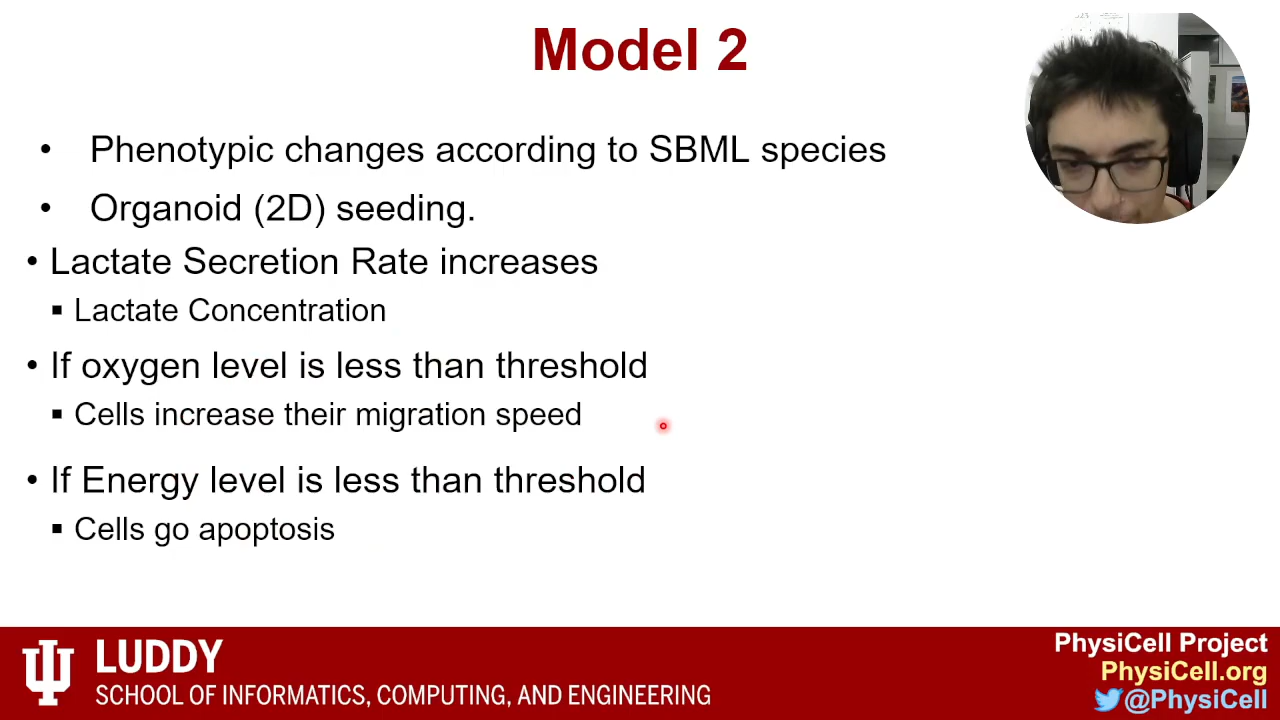 Model 2
• Phenotypic changes according to SBML species
• Organoid (2D) seeding.
• Lactate Secretion Rate increases
▪ Lactate Concentration
• If oxygen level is less than threshold
▪ Cells increase their migration speed
• If Energy level is less than threshold
▪ Cells go apoptosis
LUDDY
SCHOOL OF INFORMATICS, COMPUTING, AND ENGINEERING
PhysiCell Project
PhysiCell.org
@PhysiCell